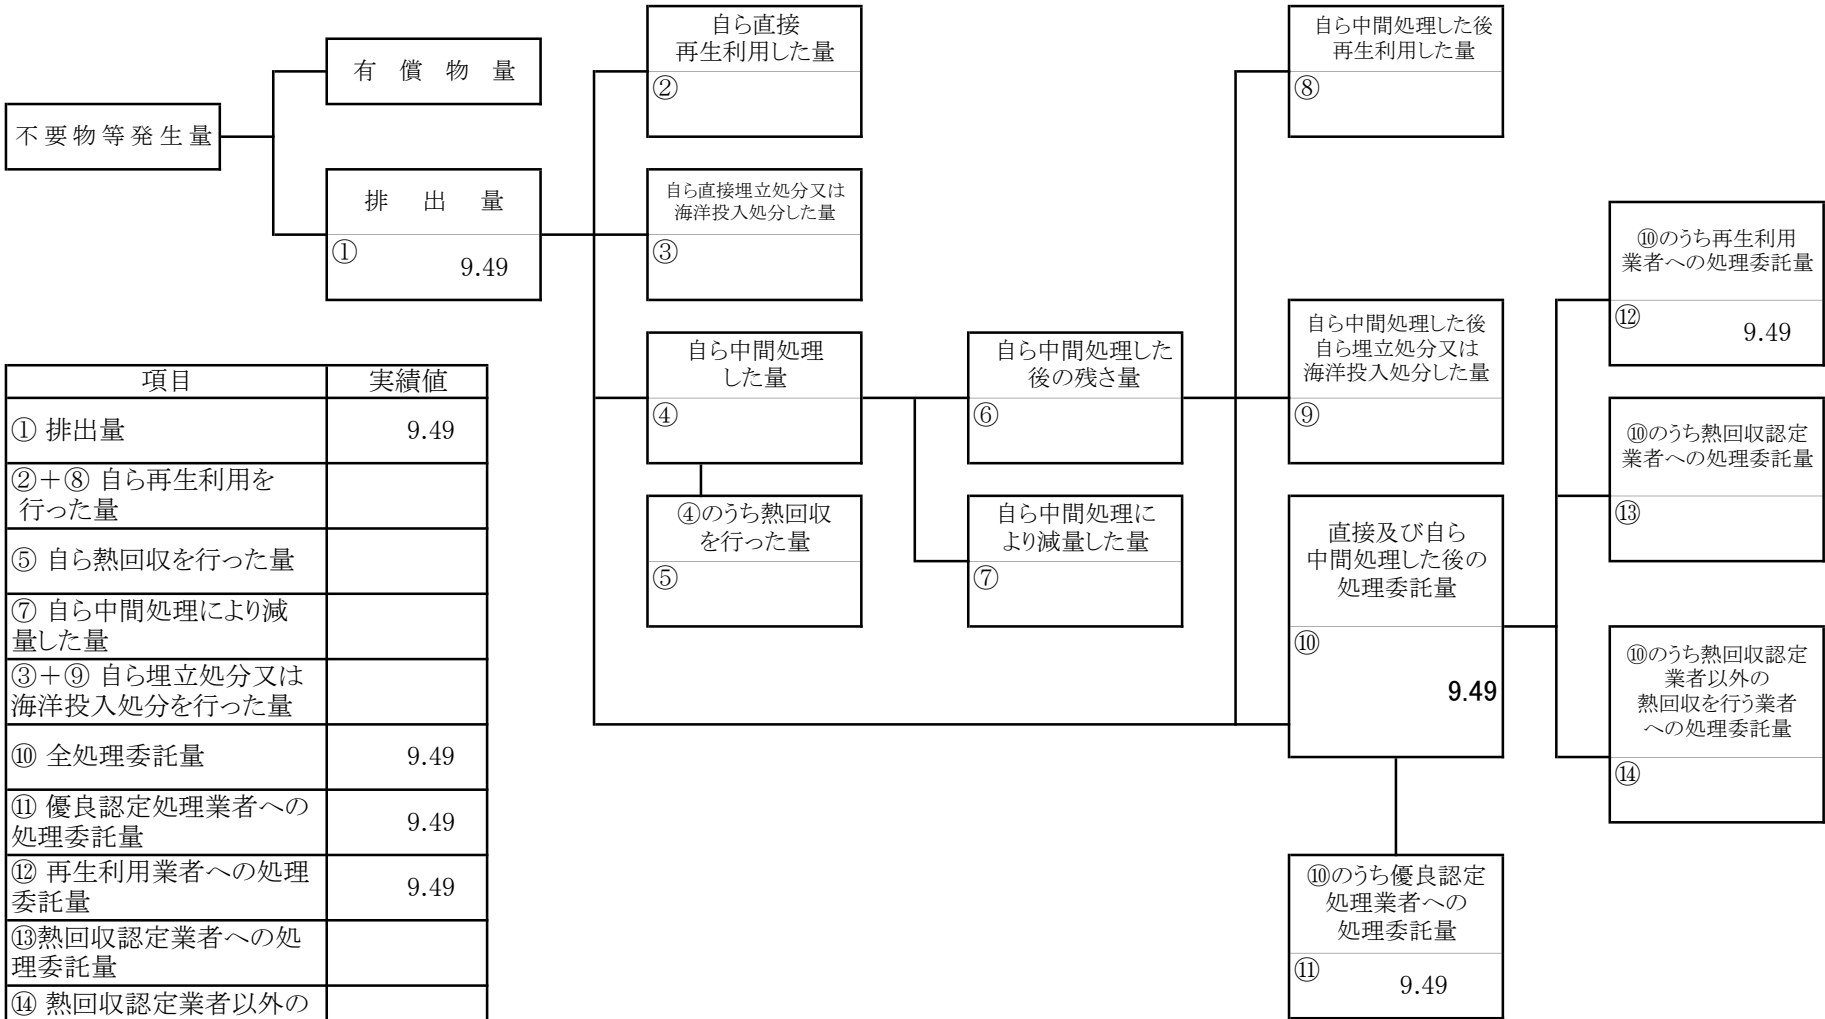 不要物等発生量
有償物量
排出量
①
9.49
自ら直接
再生利用した量
②
自ら直接埋立処分又は
海洋投入処分した量
③
自ら中間処理
した量
④
④のうち熱回収
を行った量
⑤
自ら中間処理した
後の残さ量
⑥
自ら中間処理に
より減量した量
⑦
自ら中間処理した後
再生利用した量
⑧
自ら中間処理した後
自ら埋立処分又は
海洋投入処分した量
⑨
直接及び自ら
中間処理した後の
処理委託量
⑩
9.49
⑩のうち優良認定
処理業者への
処理委託量
⑪
9.49
⑩のうち再生利用
業者への処理委託量
⑫
9.49
⑩のうち熱回収認定
業者への処理委託量
⑬
⑩のうち熱回収認定
業者以外の
熱回収を行う業者
への処理委託量
⑭
項目 実績値
① 排出量 9.49
②+⑧ 自ら再生利用を
行った量
⑤ 自ら熱回収を行った量
⑦ 自ら中間処理により減
量した量
③+⑨ 自ら埋立処分又は
海洋投入処分を行った量
⑩ 全処理委託量 9.49
⑪ 優良認定処理業者への
処理委託量 9.49
⑫ 再生利用業者への処理
委託量 9.49
⑬熱回収認定業者への処
理委託量
⑭ 熱回収認定業者以外の